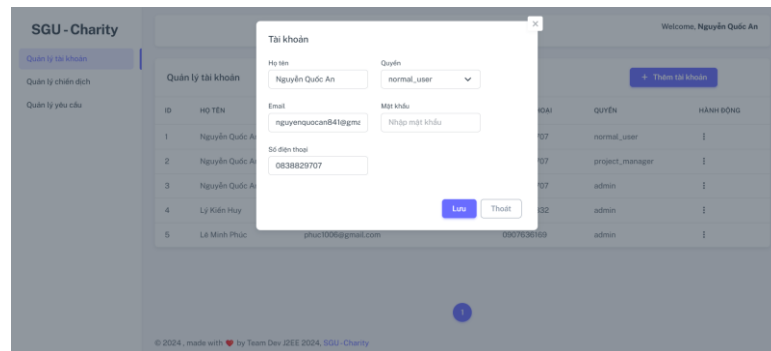 SGU - Charity
Welcome, Nguyễn Quốc An
Quản lý tài khoản
Quản lý chiến dịch
Quản lý yêu cầu
Quản lý tài khoản
+ Thêm tài khoản
×
Tài khoản
Họ tên
Quyền
Nguyễn Quốc An
normal_user
Email
Mật khẩu
nguyenquocan841@gma
Nhập mật khẩu
Số điện thoại
0838829707
Lưu
Thoát
ID HỌ TÊN QUYỀN HÀNH ĐỘNG
1 Nguyễn Quốc normal_user
2 Nguyễn Quốc project_manager
3 Nguyễn Quốc admin
4 Lý Kiến Huy admin
5 Lê Minh Phúc phuc1006@gmail.com 0907636169 admin
1
© 2024 , made with ❤ by Team Dev J2EE 2024, SGU - Charity